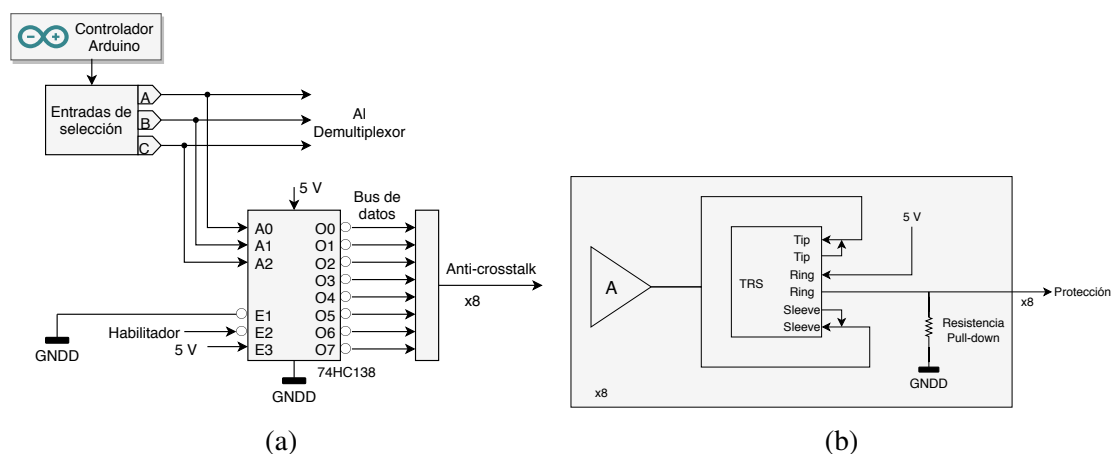 Controlador
Arduino
Entradas de
selección
A
B
C
Al
Demultiplexor
5 V
Bus de
datos
A0
A1
A2
E1
E2
E3
O0
O1
O2
O3
O4
O5
O6
O7
Habilitador
5 V
GNDD
74HC138
GNDD
Anti-crosstalk
x8
(a)
A
TRS
Tip
Tip
Ring
Ring
Sleeve
Sleeve
5 V
x8
Protección
Resistencia
Pull-down
GNDD
x8
(b)